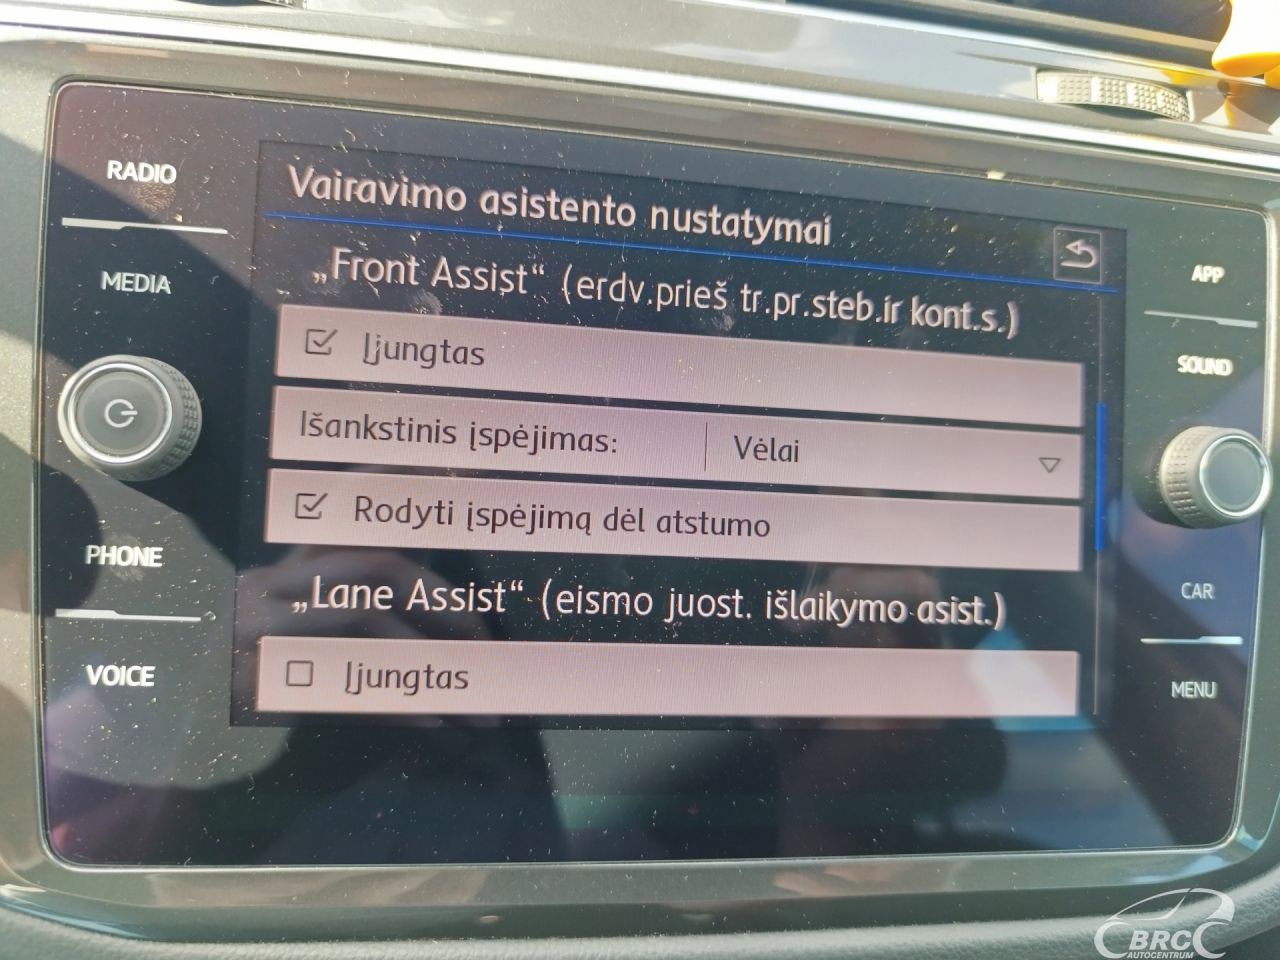 RADIO
MEDIA
PHONE
VOICE
Vairavimo asistento nustatymai
„Front Assist“ (erdv.prieš tr.pr.steb.ir kont.s.)
Įjungtas
Išankstinis įspėjimas: Vėlai
Rodyti įspėjimą dėl atstumo
„Lane Assist“ (eismo juost. išlaikymo asist.)
Įjungtas
APP
SOUND
CAR
MENU
BRC
AUTOCENTRUM